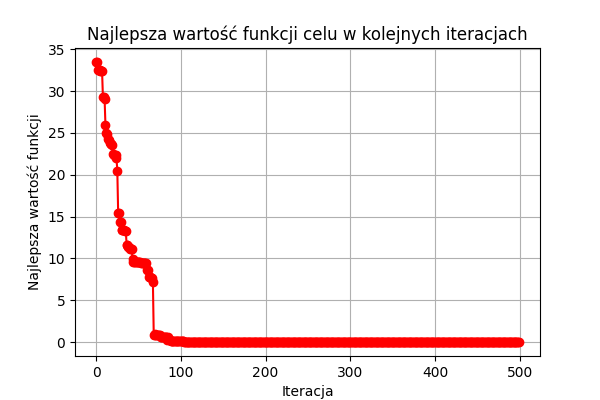 Najlepsza wartość funkcji celu w kolejnych iteracjach
35
30
25
20
15
10
5
0
Najlepsza wartość funkcji
0 100 200 300 400 500
Iteracja